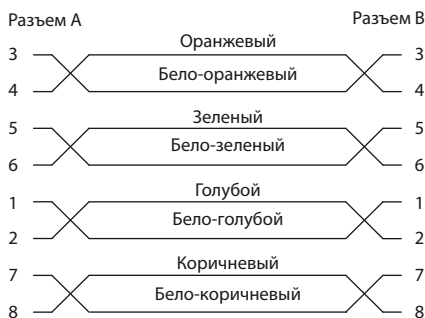 Разъем A Разъем B
Оранжевый
3 3
Бело-оранжевый
4 4
Зеленый
5 5
Бело-зеленый
6 6
Голубой
1 1
Бело-голубой
2 2
Коричневый
7 7
Бело-коричневый
8 8